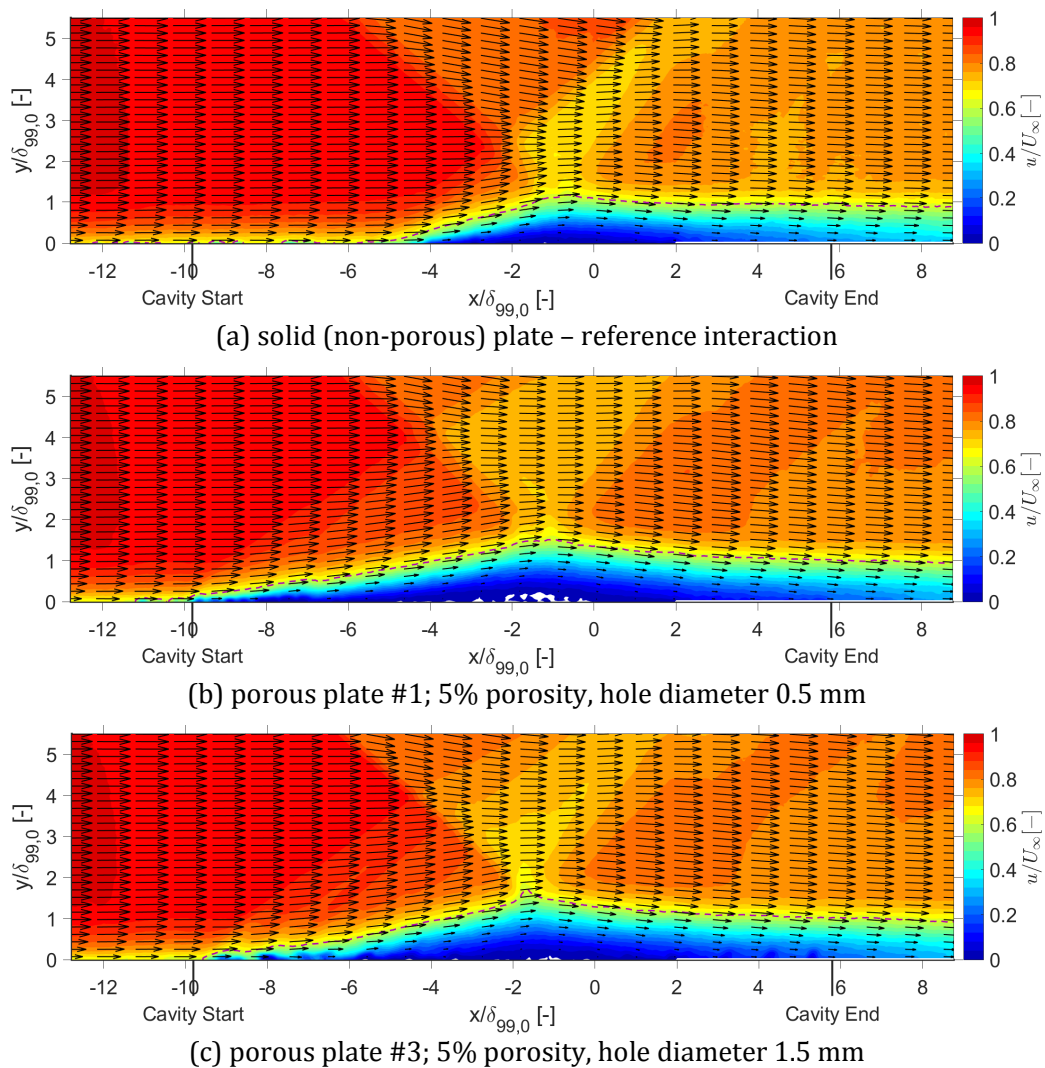 5
4
3
2
1
0
y/δ99,0 [-]
-12 -10 -8 -6 -4 -2 0 2 4 6 8
Cavity Start x/δ99,0 [-] Cavity End
1
0.8
0.6
0.4
0.2
0
u/U∞[−]
(a) solid (non-porous) plate – reference interaction
5
4
3
2
1
0
y/δ99,0 [-]
-12 -10 -8 -6 -4 -2 0 2 4 6 8
Cavity Start x/δ99,0 [-] Cavity End
1
0.8
0.6
0.4
0.2
0
u/U∞[−]
(b) porous plate #1; 5% porosity, hole diameter 0.5 mm
5
4
3
2
1
0
y/δ99,0 [-]
-12 -10 -8 -6 -4 -2 0 2 4 6 8
Cavity Start x/δ99,0 [-] Cavity End
1
0.8
0.6
0.4
0.2
0
u/U∞[−]
(c) porous plate #3; 5% porosity, hole diameter 1.5 mm